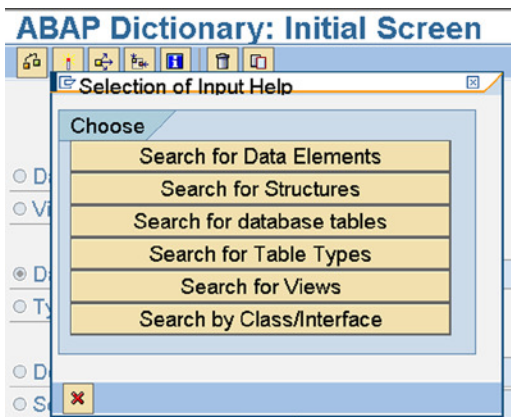 ABAP Dictionary: Initial Screen
Selection of Input Help
Choose
Search for Data Elements
Search for Structures
Search for database tables
Search for Table Types
Search for Views
Search by Class/Interface